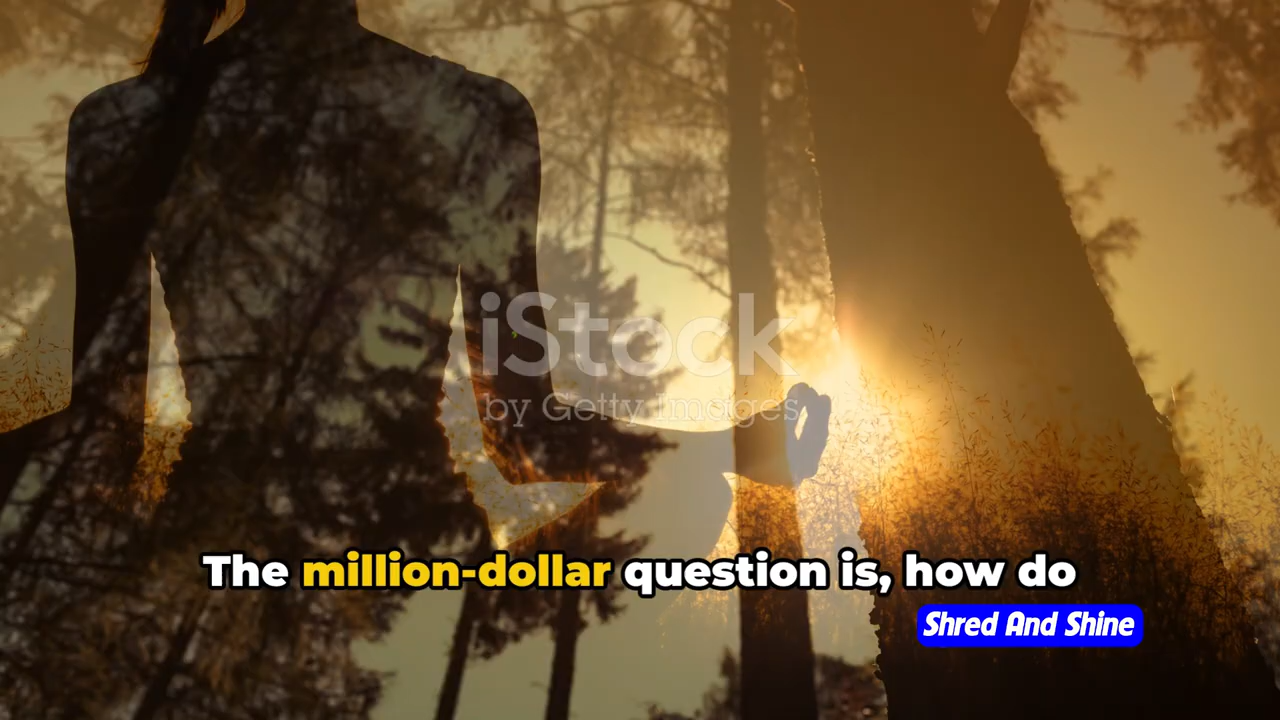 iStock
by Getty Images
The million-dollar question is, how do
Shred And Shine